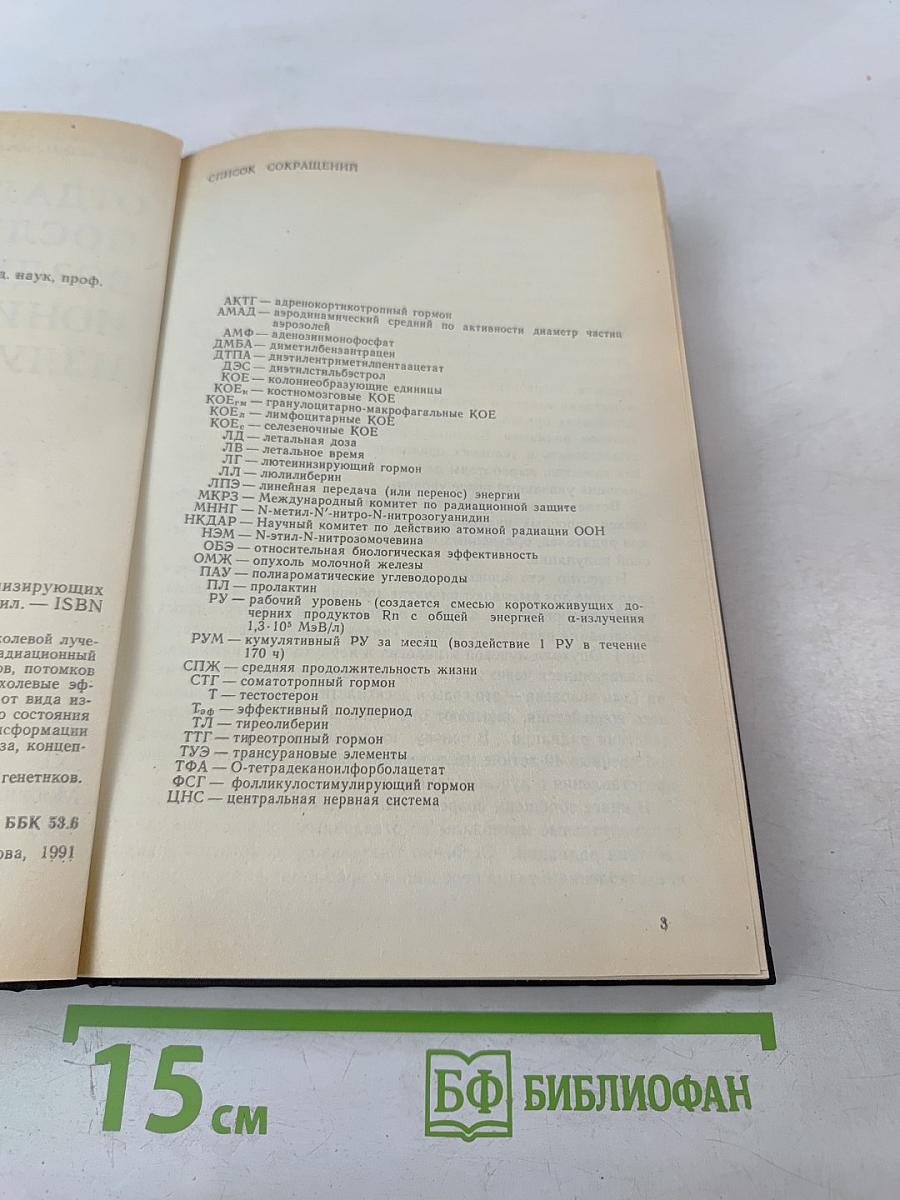 д. наук, проф.
низирующих
ил. — ISBN
холевой луче-
адиационный
ов, потомков
холевые эф-
от вида из-
о состояния
нсформации
за, концеп-
генетиков.
ББК 53.6
ова, 1991
СПИСОК СОКРАЩЕНИЙ
АКТГ — адренокортикотропный гормон
АМАД — аэродинамический средний по активности диаметр частиц
аэрозолей
АМФ — аденозинмонофосфат
ДМБА — диметилбензантрацен
ДТПА — диэтилентриметилпентаацетат
ДЭС — диэтилстильбэстрол
КОЕ — колониеобразующие единицы
КОЕк — костномозговые КОЕ
КОЕгм — гранулоцитарно-макрофагальные КОЕ
КОЕл — лимфоцитарные КОЕ
КОЕс — селезеночные КОЕ
ЛД — летальная доза
ЛВ — летальное время
ЛГ — лютеинизирующий гормон
ЛЛ — люлилиберин
ЛПЭ — линейная передача (или перенос) энергии
МКРЗ — Международный комитет по радиационной защите
МННГ — N-метил-N′-нитро-N-нитрозогуанидин
НКДАР — Научный комитет по действию атомной радиации ООН
НЭМ — N-этил-N-нитрозомочевина
ОБЭ — относительная биологическая эффективность
ОМЖ — опухоль молочной железы
ПАУ — полиароматические углеводороды
ПЛ — пролактин
РУ — рабочий уровень (создается смесью короткоживущих до-
черних продуктов Rn с общей энергией α-излучения
1,3·10⁵ МэВ/л)
РУМ — кумулятивный РУ за месяц (воздействие 1 РУ в течение
170 ч)
СПЖ — средняя продолжительность жизни
СТГ — соматотропный гормон
Т — тестостерон
Тэф — эффективный полупериод
ТЛ — тиреолиберин
ТТГ — тиреотропный гормон
ТУЭ — трансурановые элементы
ТФА — О-тетрадеканоилфорболацетат
ФСГ — фолликулостимулирующий гормон
ЦНС — центральная нервная система
3
15 см
БФ БИБЛИОФАН